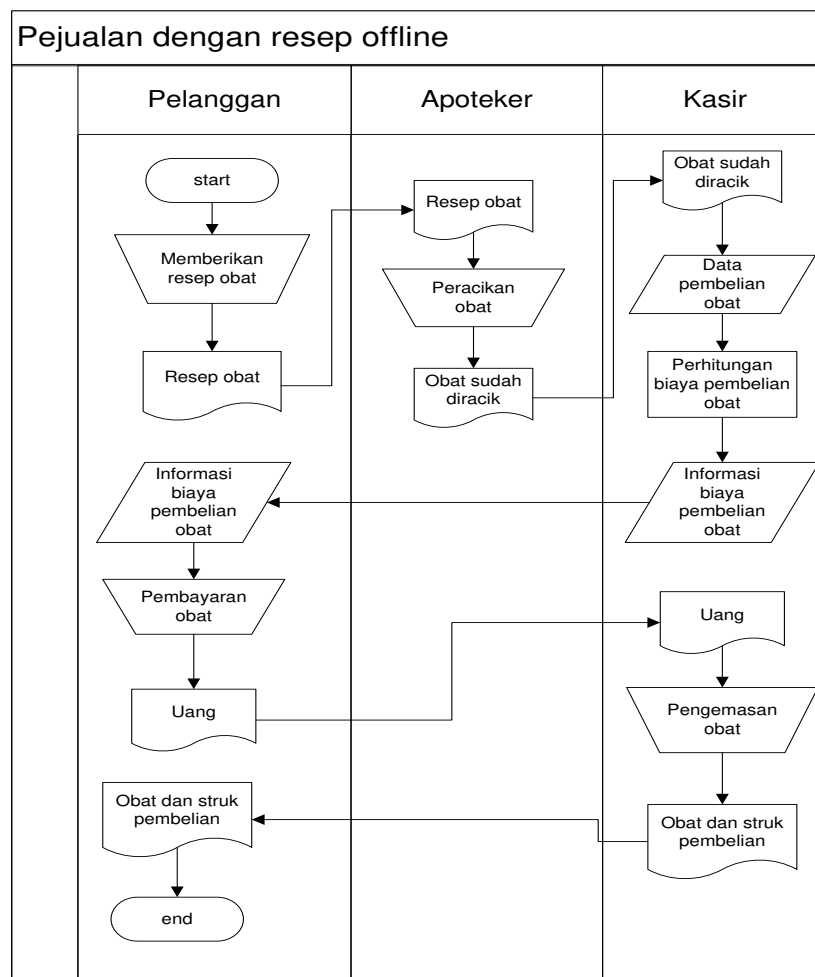 Pejualan dengan resep offline
Pelanggan
Apoteker
Kasir
start
Memberikan
resep obat
Resep obat
Resep obat
Peracikan
obat
Obat sudah
diracik
Obat sudah
diracik
Data
pembelian
obat
Perhitungan
biaya pembelian
obat
Informasi
biaya
pembelian
obat
Informasi
biaya
pembelian
obat
Pembayaran
obat
Uang
Uang
Pengemasan
obat
Obat dan struk
pembelian
Obat dan struk
pembelian
end